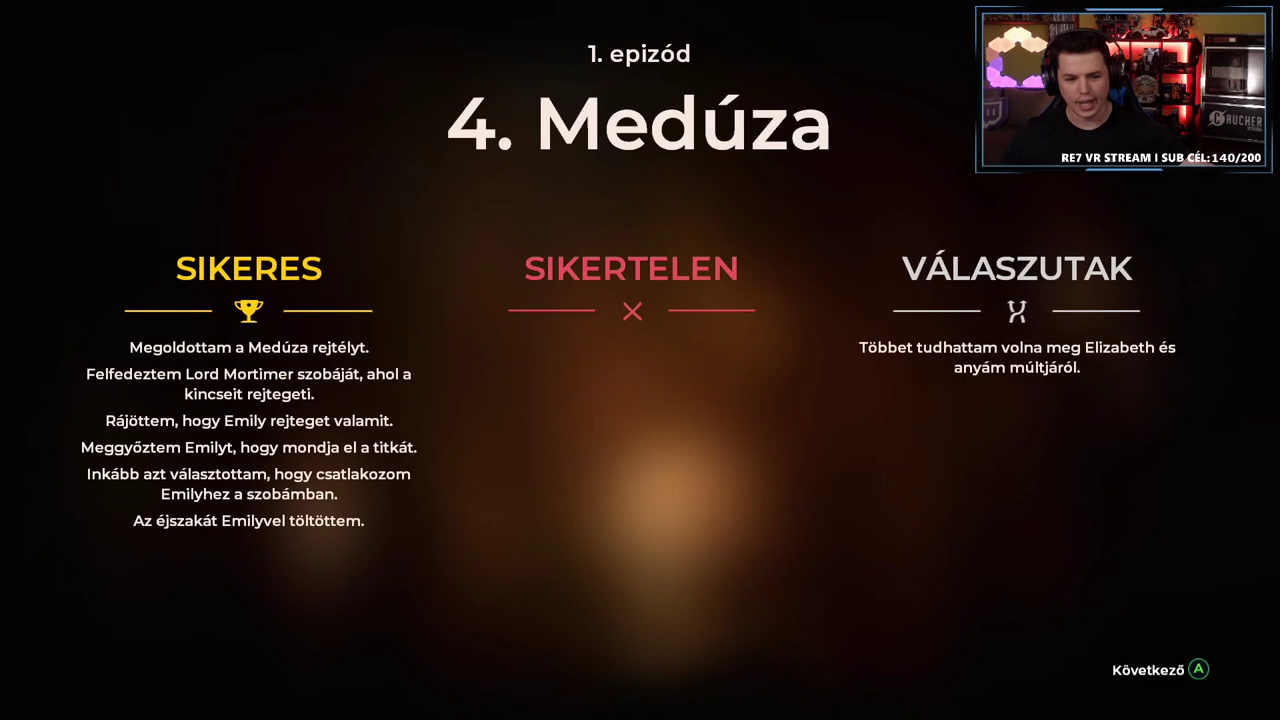 1. epizód
4. Medúza
CRAUCHER
RE7 VR STREAM I SUB CÉL:140/200
SIKERES
Megoldottam a Medúza rejtélyt.
Felfedeztem Lord Mortimer szobáját, ahol a
kincseit rejtegeti.
Rájöttem, hogy Emily rejteget valamit.
Meggyőztem Emilyt, hogy mondja el a titkát.
Inkább azt választottam, hogy csatlakozom
Emilyhez a szobámban.
Az éjszakát Emilyvel töltöttem.
SIKERTELEN
VÁLASZUTAK
Többet tudhattam volna meg Elizabeth és
anyám múltjáról.
Következő A